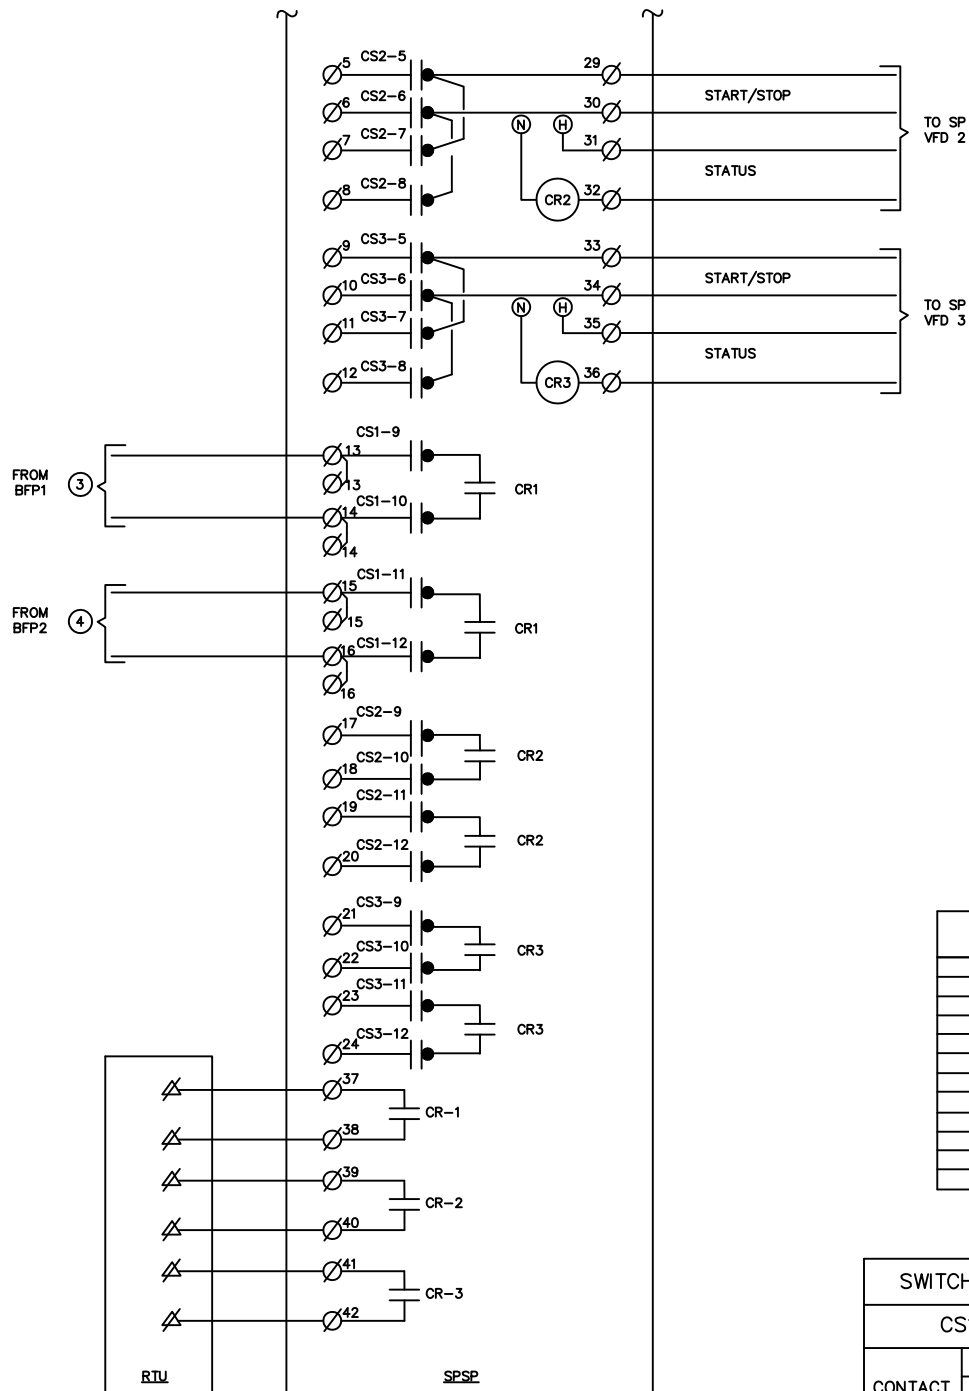 CS2-5
5
29
CS2-6
START/STOP
6
30
N
H
TO SP
VFD 2
CS2-7
7
31
STATUS
CS2-8
8
CR2
32
CS3-5
9
33
CS3-6
START/STOP
10
34
N
H
TO SP
VFD 3
CS3-7
11
35
STATUS
CS3-8
12
CR3
36
CS1-9
13
FROM
BFP1
3
13
CR1
CS1-10
14
14
CS1-11
15
FROM
BFP2
4
15
CR1
CS1-12
16
16
CS2-9
17
CR2
CS2-10
18
CS2-11
19
CR2
CS2-12
20
CS3-9
21
CR3
CS3-10
22
CS3-11
23
CR3
CS3-12
24
37
CR-1
38
39
CR-2
40
41
CR-3
42
RTU
SPSP
SWITCH
CS
CONTACT